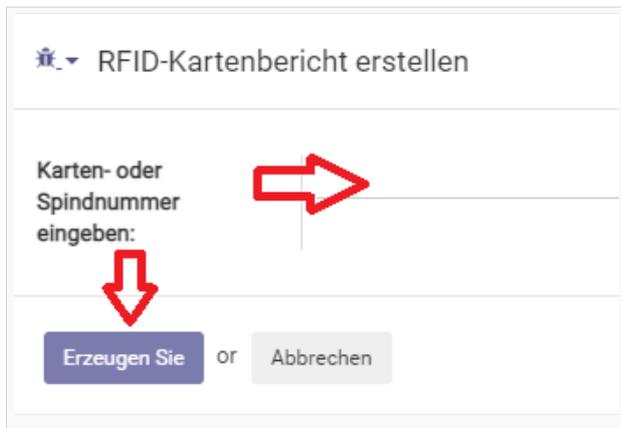 RFID-Kartenbericht erstellen
Karten- oder
Spindnummer
eingeben:
Erzeugen Sie or Abbrechen